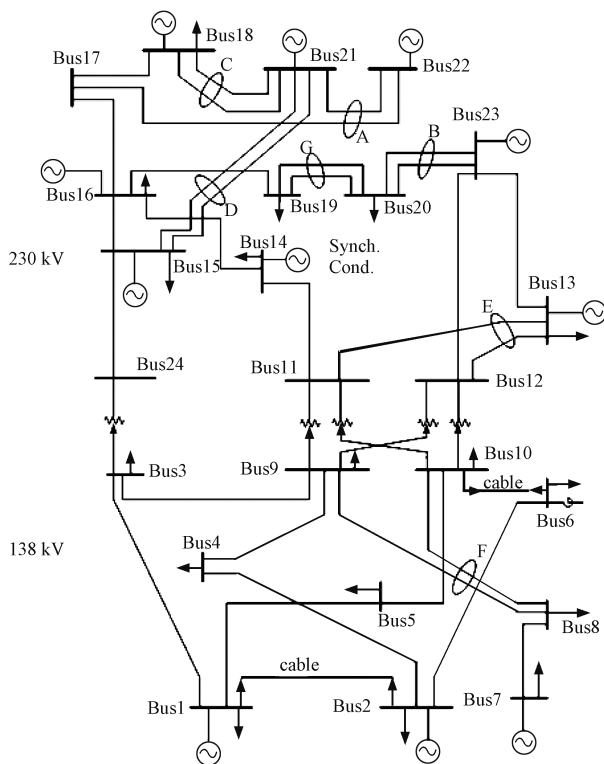 Bus18
Bus17
Bus21
Bus22
C
A
Bus23
B
G
Bus16
D
Bus19
Bus20
230 kV
Bus15
Bus14
Synch.
Cond.
Bus13
E
Bus24
Bus11
Bus12
Bus3
Bus9
Bus10
cable
Bus6
138 kV
Bus4
F
Bus5
Bus8
cable
Bus1
Bus2
Bus7